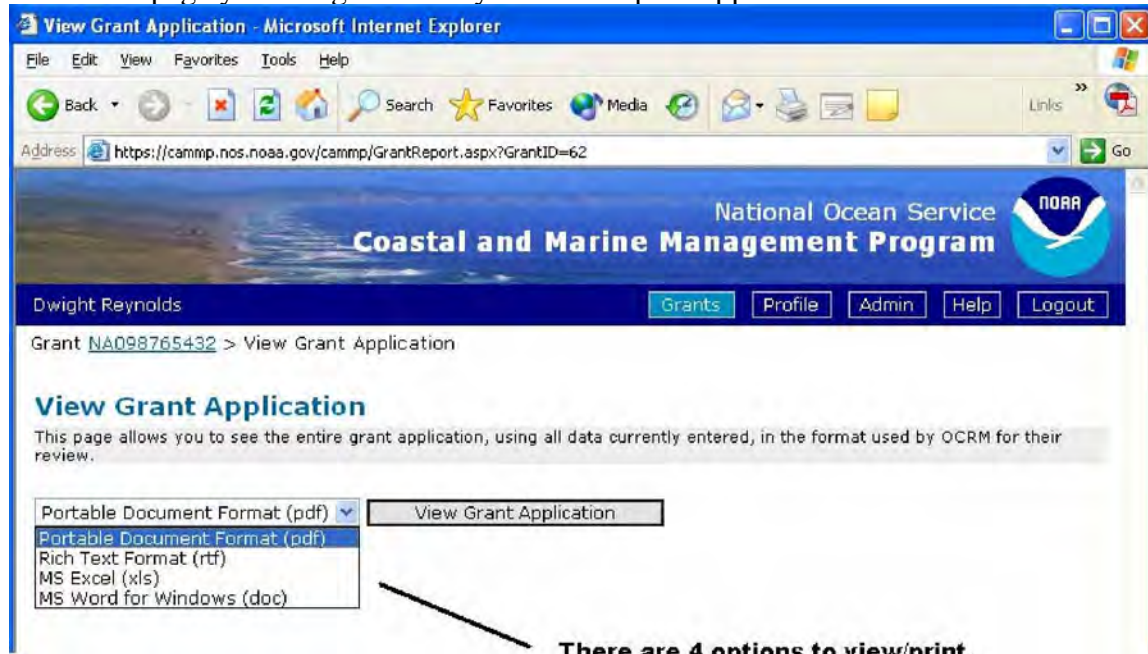 View Grant Application - Microsoft Internet Explorer
File Edit View Favorites Tools Help
Back Search Favorites Media Links »
Address https://cammp.nos.noaa.gov/cammp/GrantReport.aspx?GrantID=62 Go
National Ocean Service
Coastal and Marine Management Program
NOAA
Dwight Reynolds Grants Profile Admin Help Logout
Grant NA098765432 > View Grant Application
View Grant Application
This page allows you to see the entire grant application, using all data currently entered, in the format used by OCRM for their
review.
Portable Document Format (pdf) View Grant Application
Portable Document Format (pdf)
Rich Text Format (rtf)
MS Excel (xls)
MS Word for Windows (doc)
There are 4 options to view/print